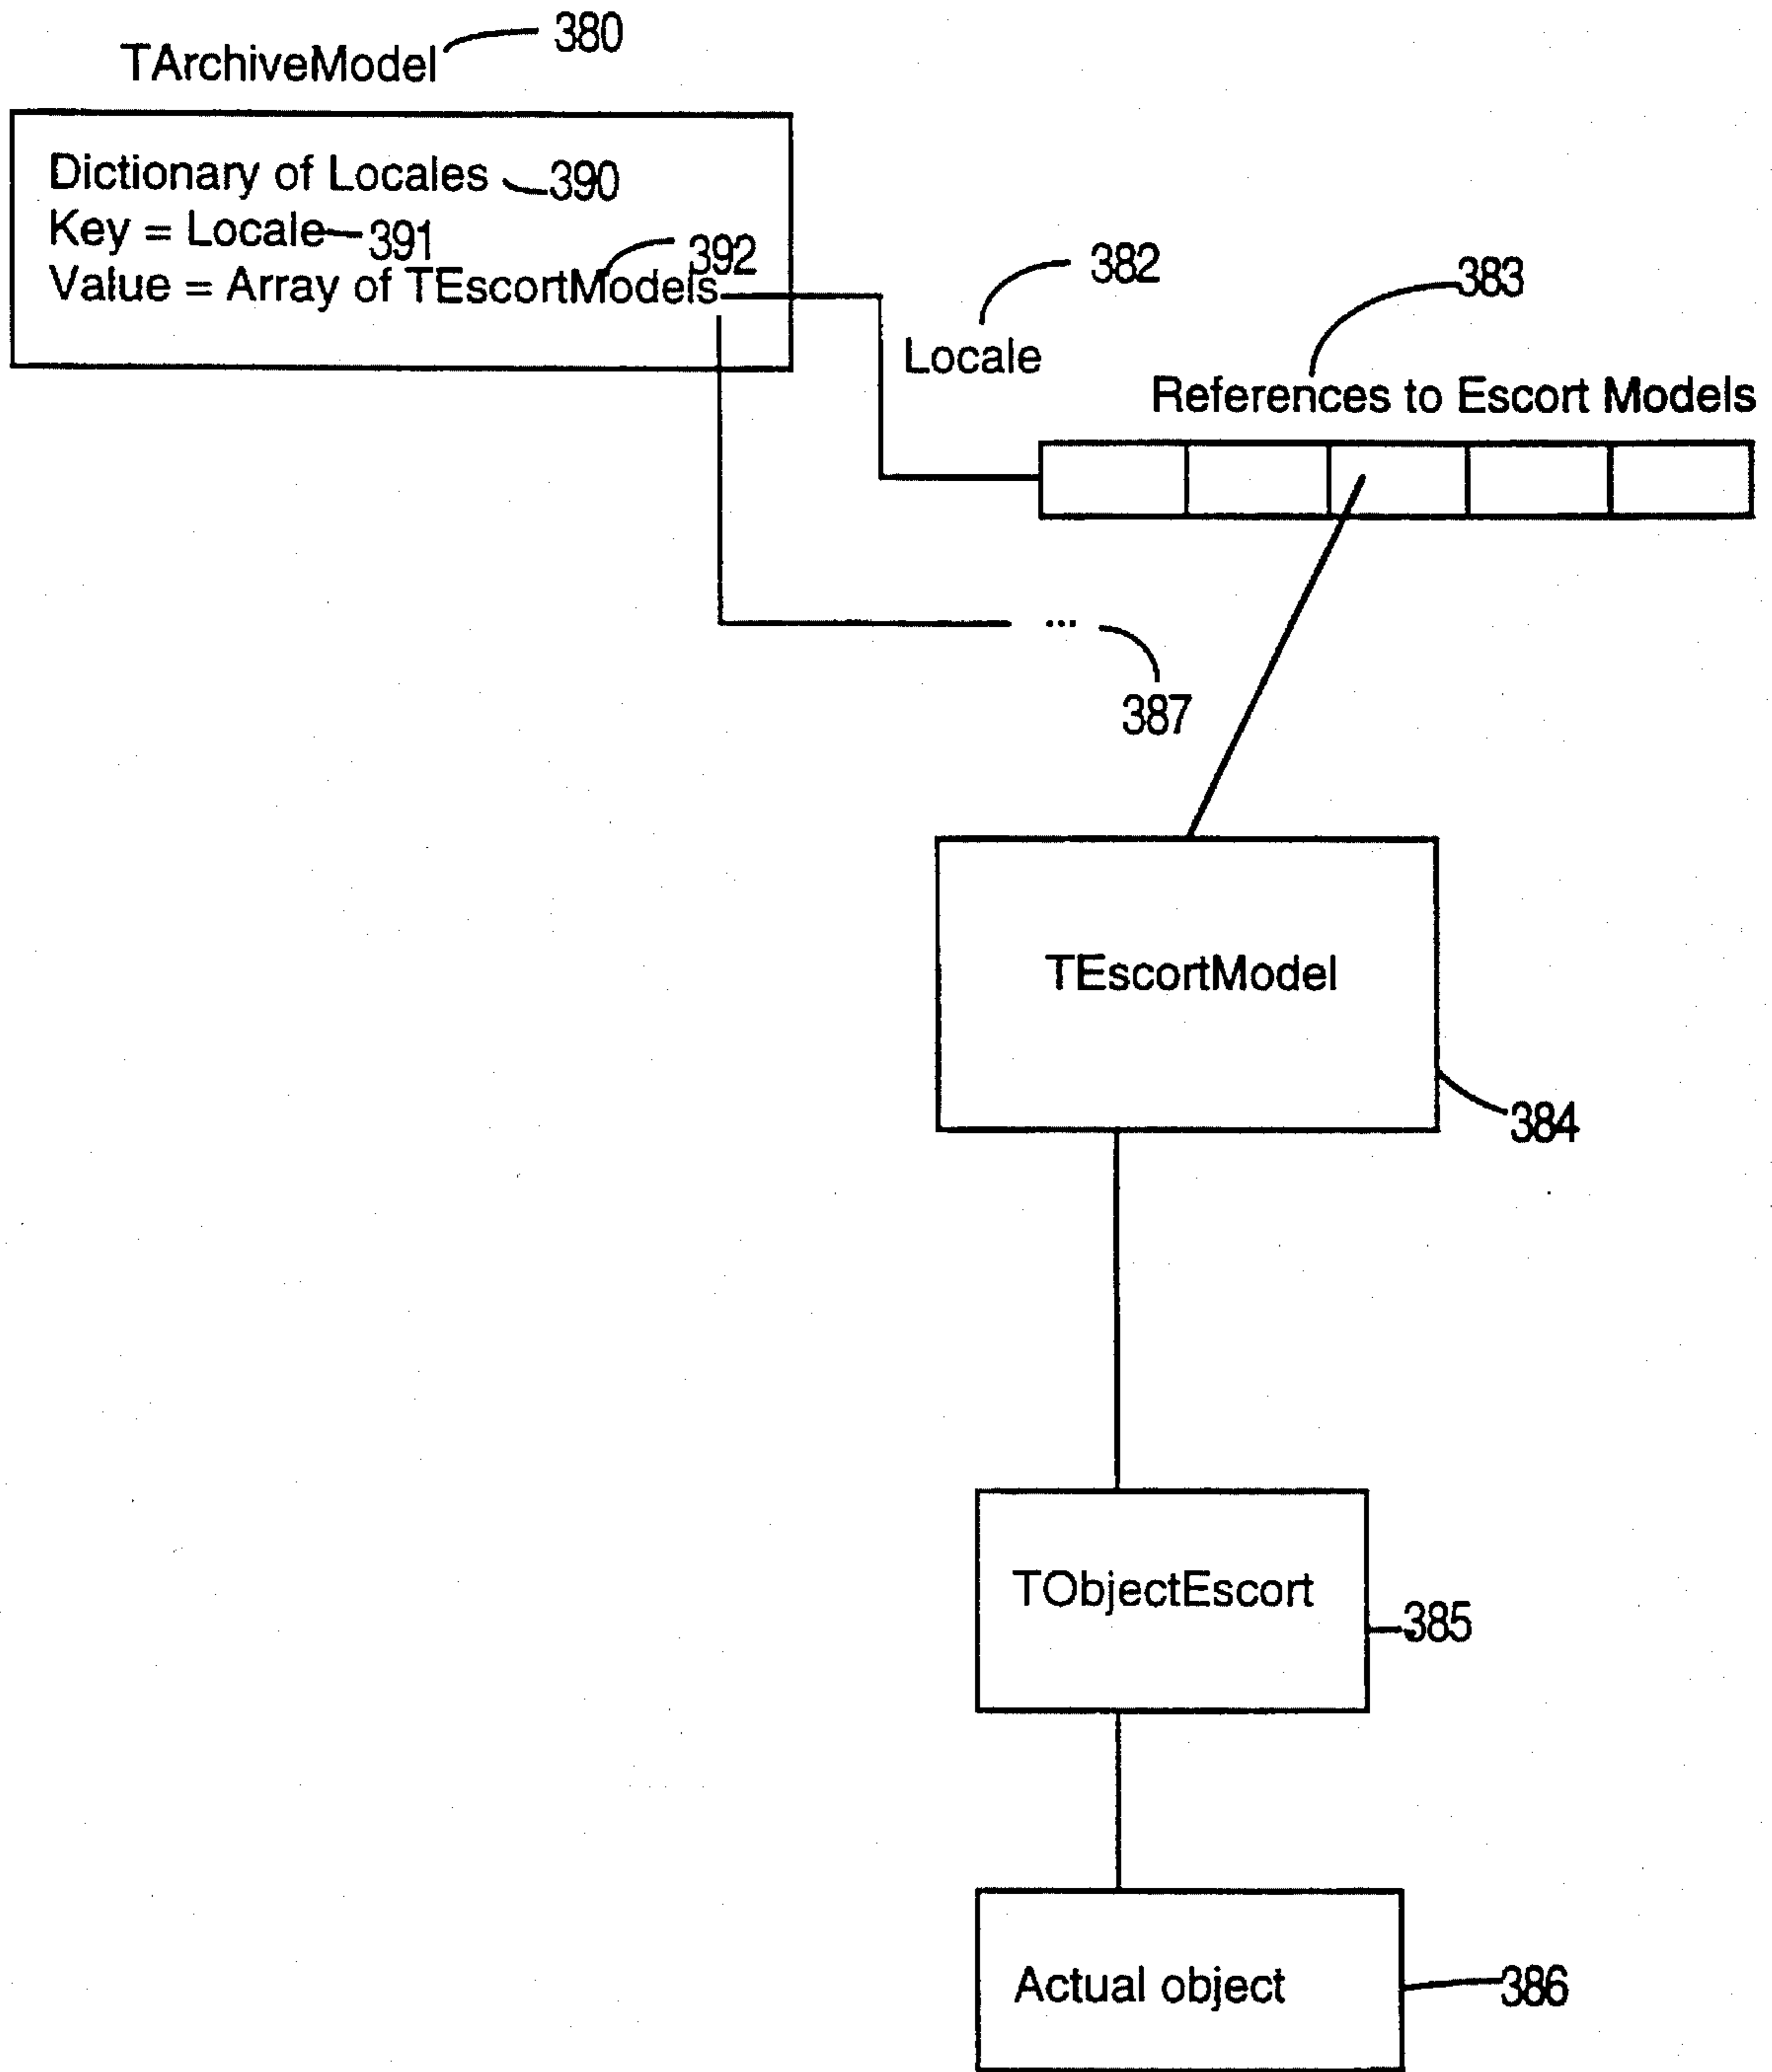 TArchiveModel 380
Dictionary of Locales 390
Key = Locale 391
Value = Array of TEscortModels 392
Locale 382
References to Escort Models 383
... 387
TEscortModel 384
TObjectEscort 385
Actual object 386